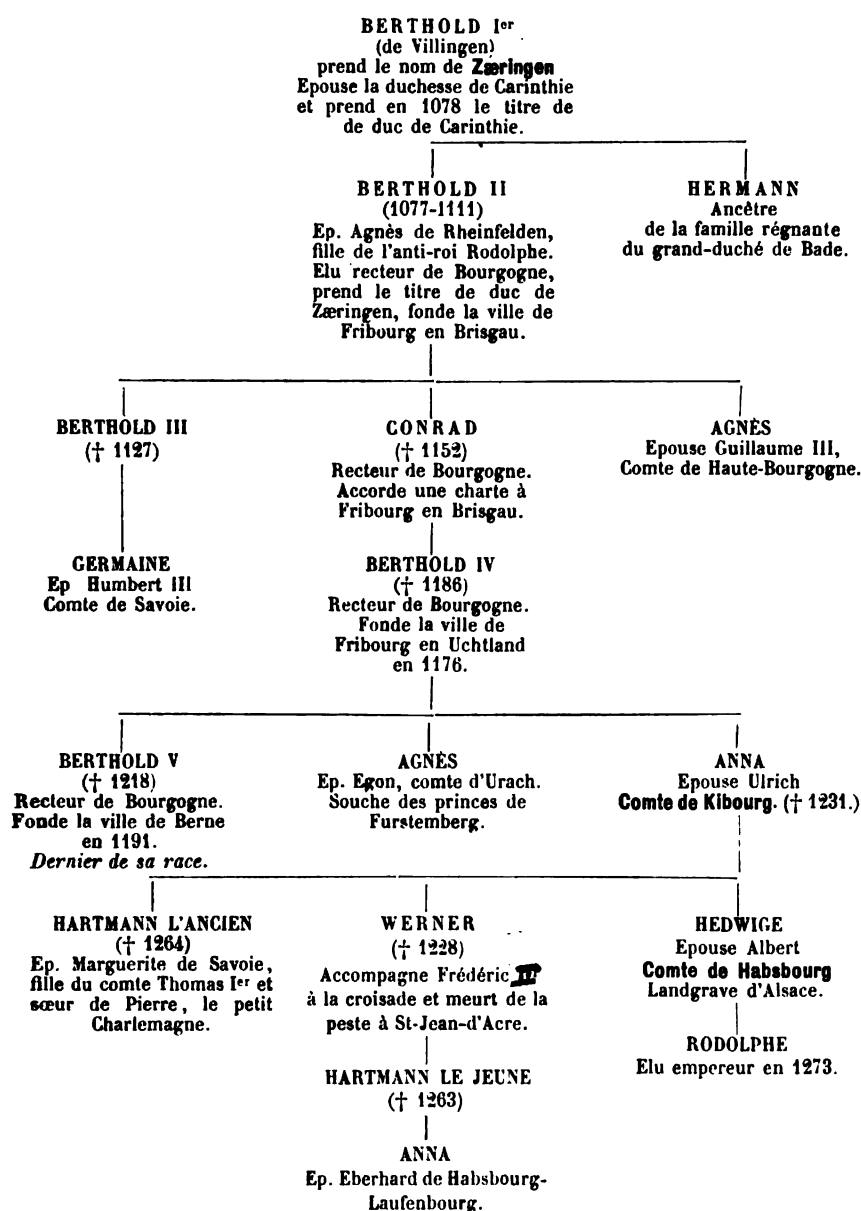 BERTHOLD Ier
(de Villingen)
prend le nom de Zæringen
Epouse la duchesse de Carinthie
et prend en 1078 le titre de
de duc de Carinthie.
BERTHOLD II
(1077-1111)
Ep. Agnès de Rheinfelden,
fille de l'anti-roi Rodolphe.
Elu recteur de Bourgogne,
prend le titre de duc de
Zæringen, fonde la ville de
Fribourg en Brisgau.
HERMANN
Ancêtre
de la famille régnante
du grand-duché de Bade.
BERTHOLD III
(† 1127)
CONRAD
(† 1152)
Recteur de Bourgogne.
Accorde une charte à
Fribourg en Brisgau.
AGNÈS
Epouse Guillaume III,
Comte de Haute-Bourgogne.
GERMAINE
Ep Humbert III
Comte de Savoie.
BERTHOLD IV
(† 1186)
Recteur de Bourgogne.
Fonde la ville de
Fribourg en Uchtland
en 1176.
BERTHOLD V
(† 1218)
Recteur de Bourgogne.
Fonde la ville de Berne
en 1191.
Dernier de sa race.
AGNÈS
Ep. Egon, comte d'Urach.
Souche des princes de
Furstemberg.
ANNA
Epouse Ulrich
Comte de Kibourg. († 1231.)
HARTMANN L'ANCIEN
(† 1264)
Ep. Marguerite de Savoie,
fille du comte Thomas Ier et
sœur de Pierre, le petit
Charlemagne.
WERNER
(† 1228)
Accompagne Frédéric
à la croisade et meurt de la
peste à St-Jean-d'Acre.
HEDWIGE
Epouse Albert
Comte de Habsbourg
Landgrave d'Alsace.
HARTMANN LE JEUNE
(† 1263)
RODOLPHE
Elu empereur en 1273.
ANNA
Ep. Eberhard de Habsbourg-
Laufenbourg.